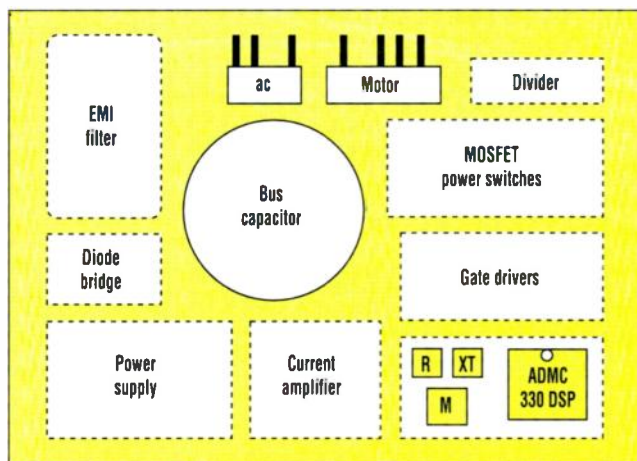 EMI
filter
ac
Motor
Divider
MOSFET
power switches
Bus
capacitor
Diode
bridge
Gate drivers
Power
supply
Current
amplifier
R
XT
M
ADMC
330 DSP